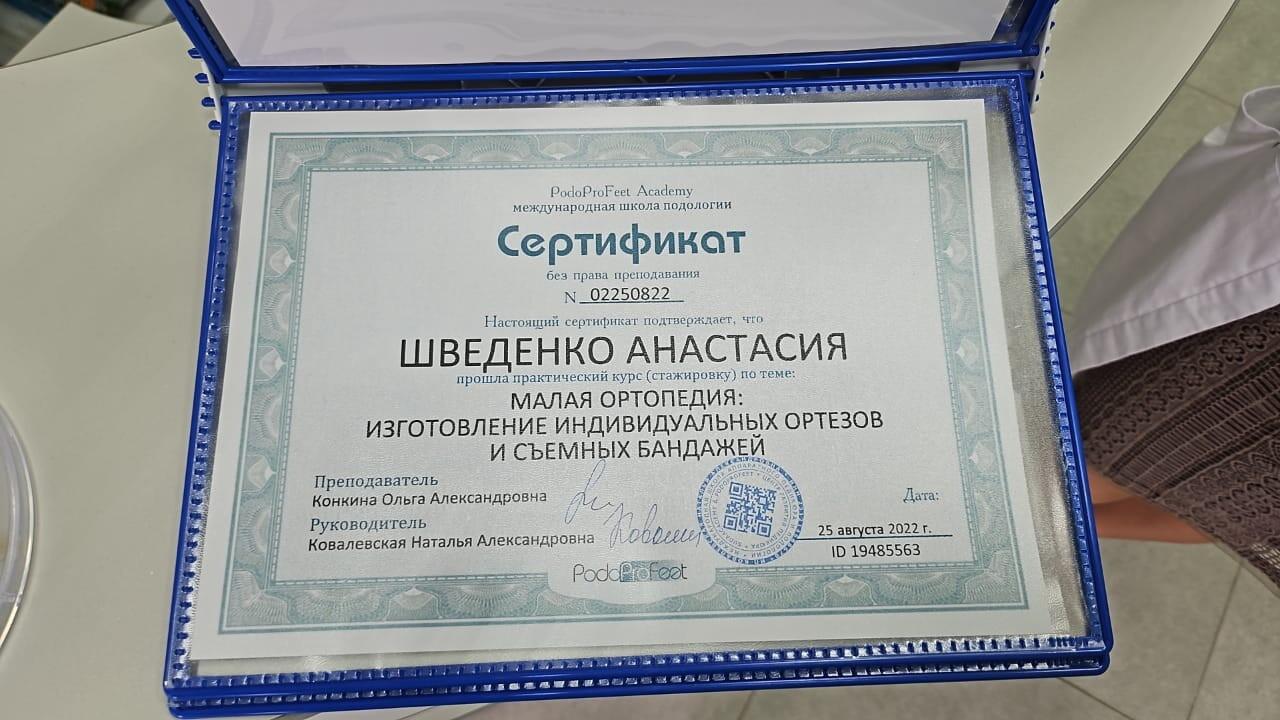 PodoProFeet Academy
международная школа подологии
Сертификат
без права преподавания
N 02250822
Настоящий сертификат подтверждает, что
ШВЕДЕНКО АНАСТАСИЯ
прошла практический курс (стажировку) по теме:
МАЛАЯ ОРТОПЕДИЯ:
ИЗГОТОВЛЕНИЕ ИНДИВИДУАЛЬНЫХ ОРТЕЗОВ
И СЪЕМНЫХ БАНДАЖЕЙ
Преподаватель
Конкина Ольга Александровна
Руководитель
Ковалевская Наталья Александровна
Дата:
25 августа 2022 г.
ID 19485563
PodoProFeet